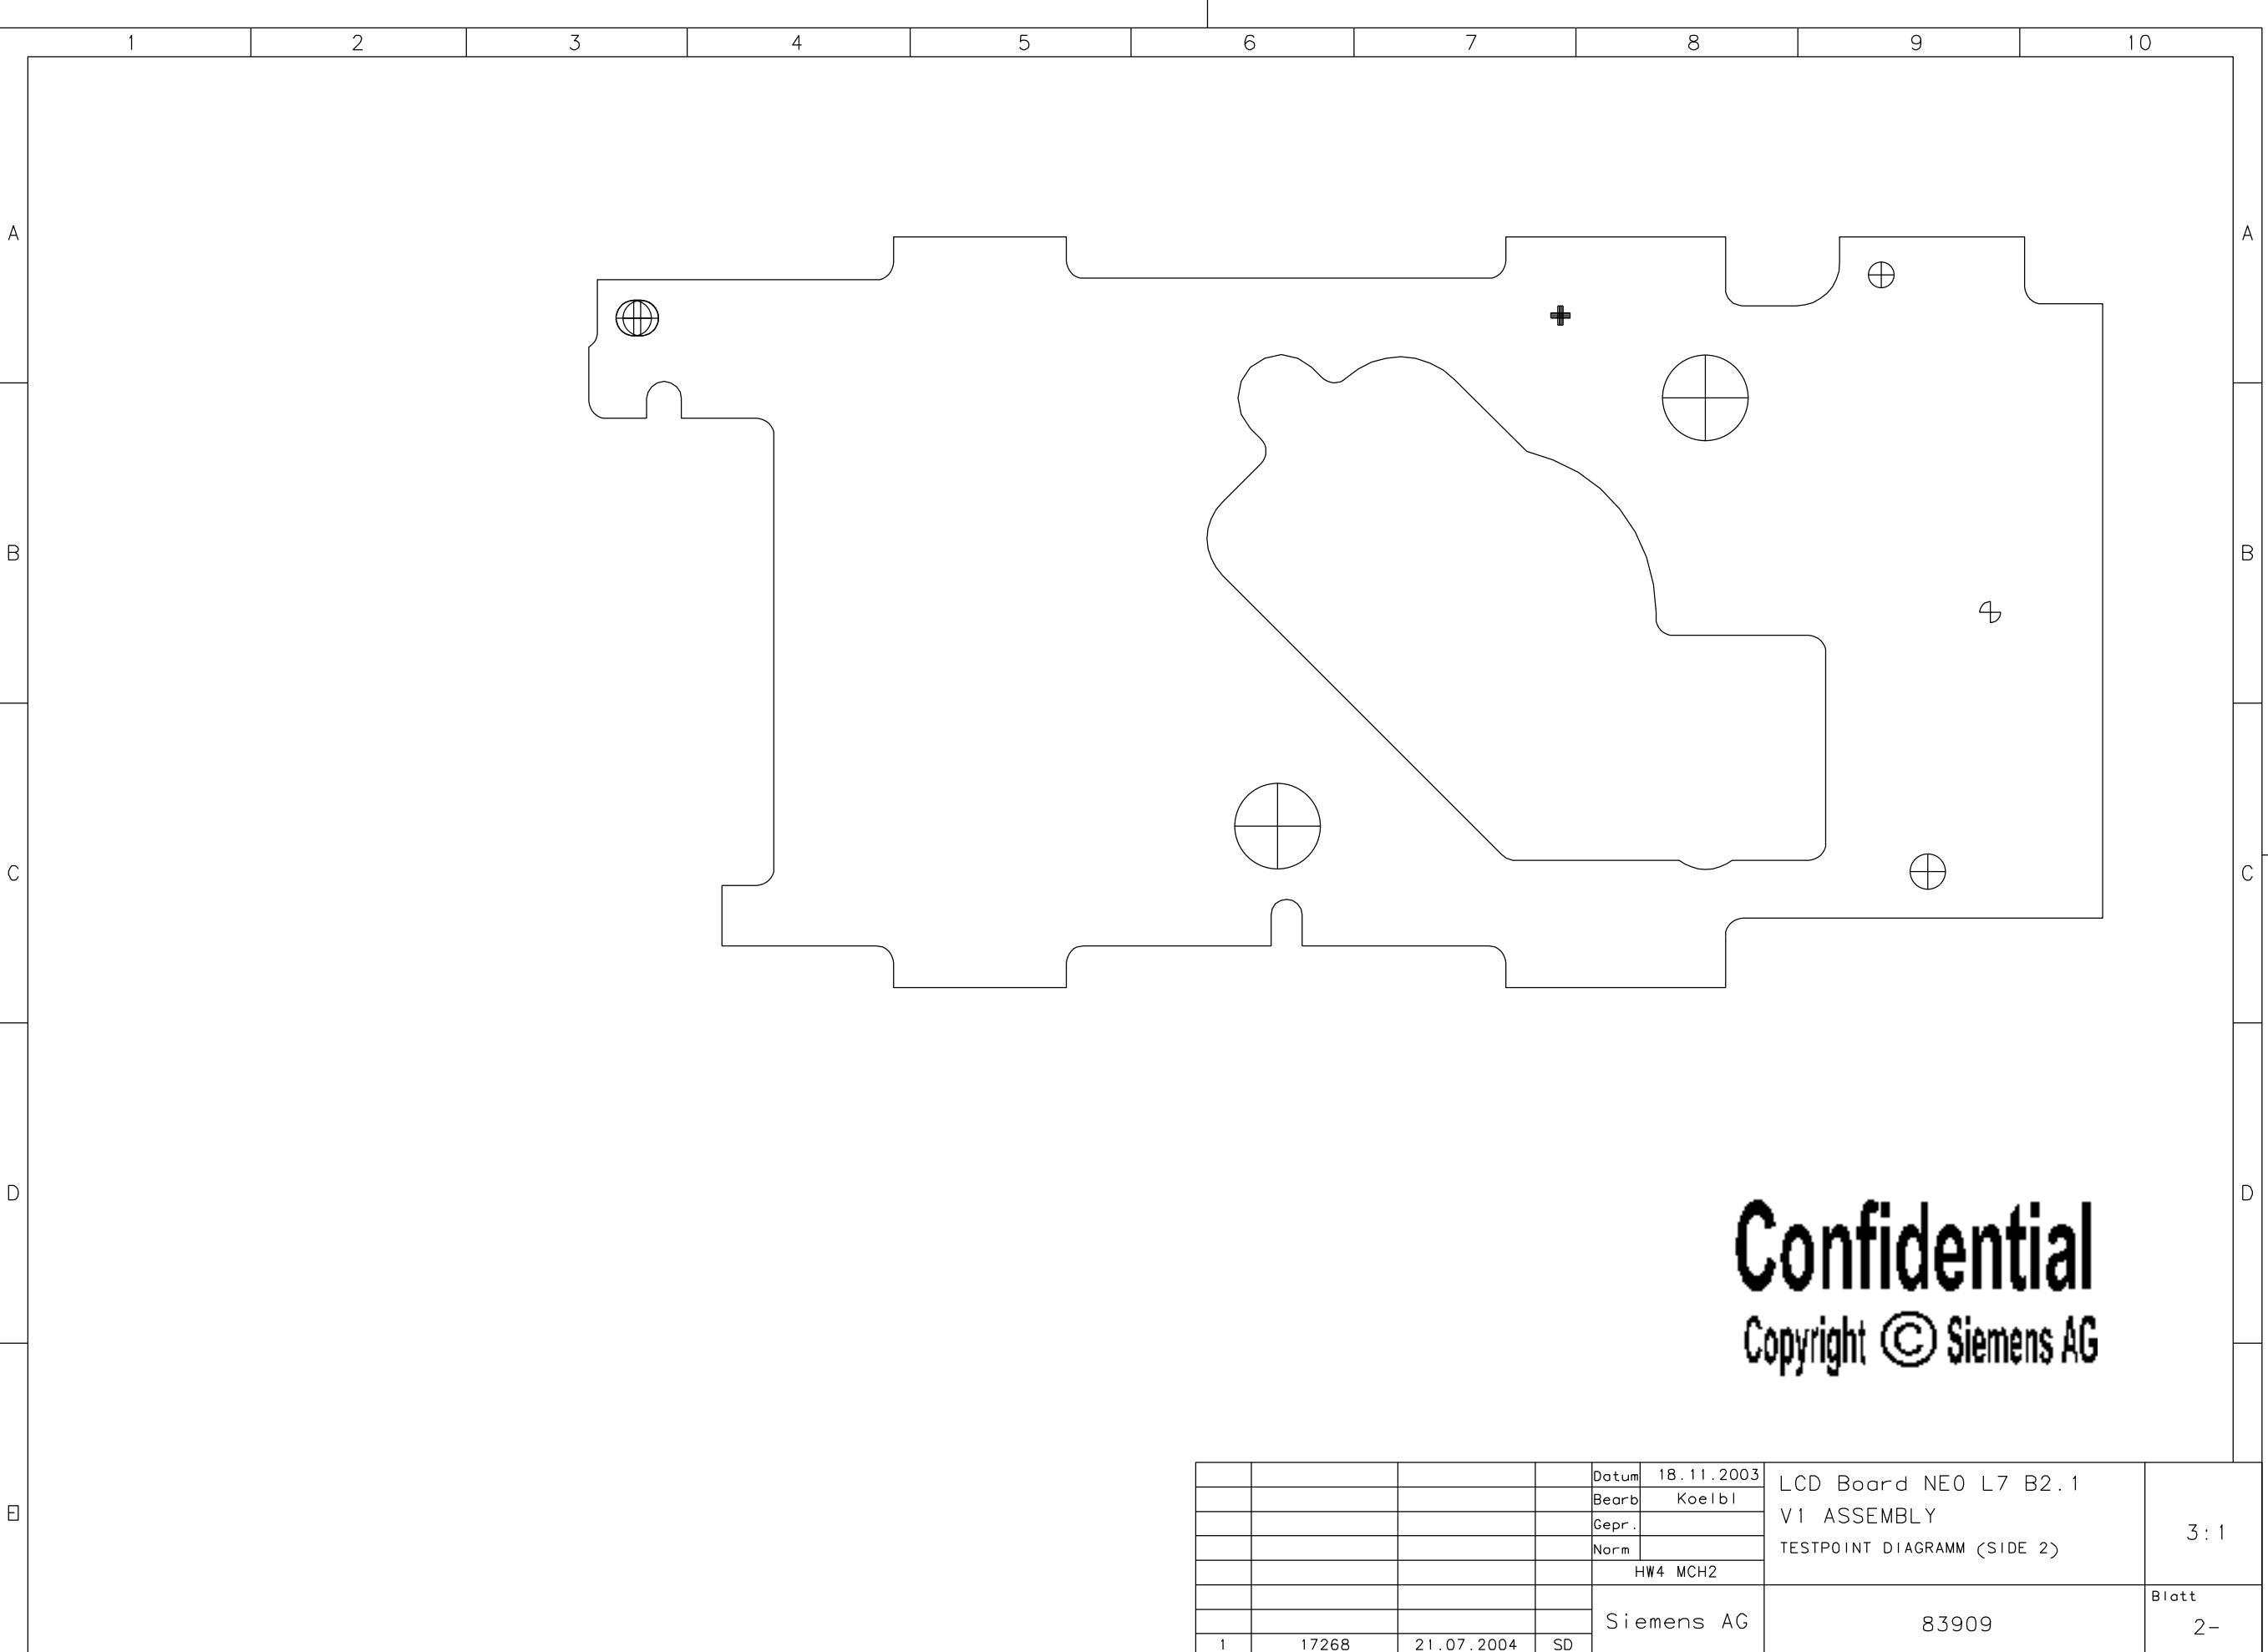 1 2 3 4 5 6 7 8 9 10
A A
B B
C C
D D
E
Confidential
Copyright © Siemens AG
Datum 18.11.2003
Bearb Koelbl
Gepr.
Norm
HW4 MCH2
Siemens AG
LCD Board NEO L7 B2.1
V1 ASSEMBLY
TESTPOINT DIAGRAMM (SIDE 2)
3:1
83909
Blatt
2-
1 17268 21.07.2004 SD